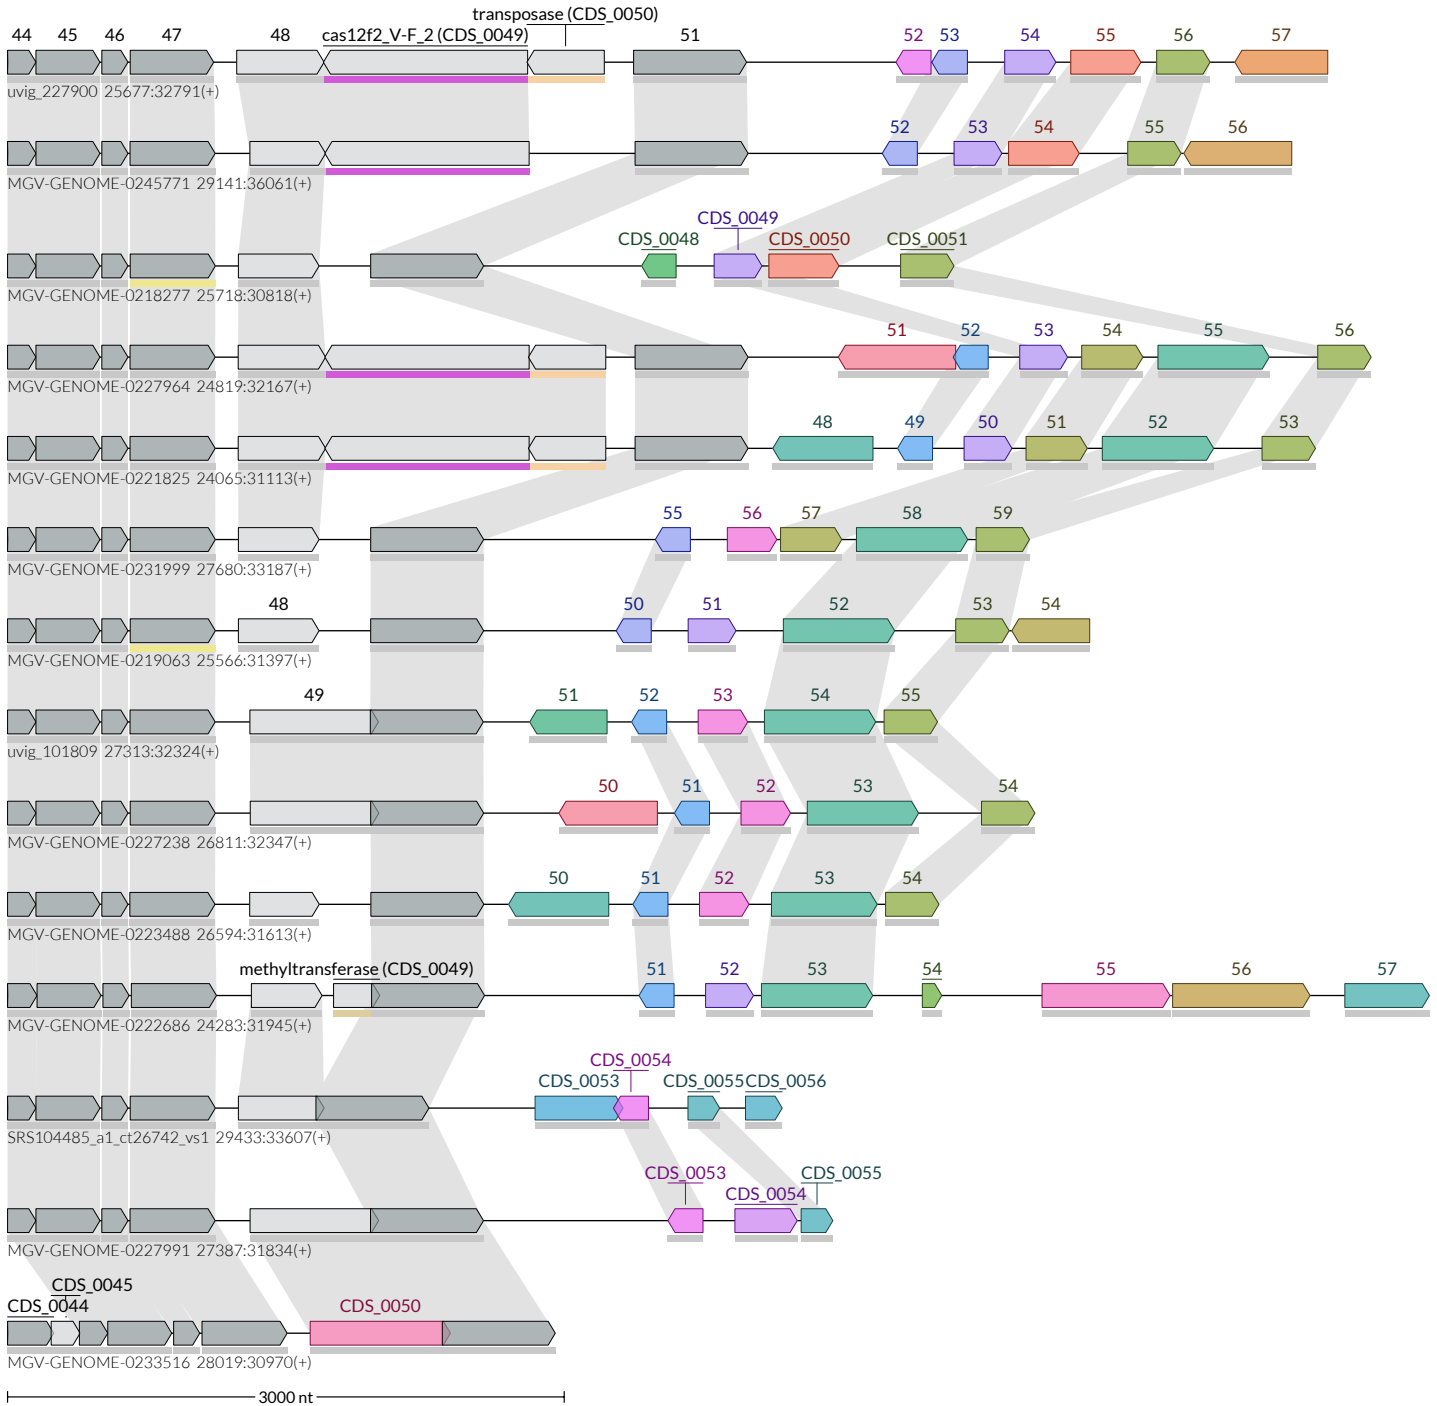 transposase (CDS_0050)
44 45 46 47 48 cas12f2_V-F_2 (CDS_0049) 51 52 53 54 55 56 57
uvig_227900 25677:32791(+)
52 53 54 55 56
MGV-GENOME-0245771 29141:36061(+)
CDS_0049
CDS_0048 CDS_0050 CDS_0051
MGV-GENOME-0218277 25718:30818(+)
51 52 53 54 55 56
MGV-GENOME-0227964 24819:32167(+)
48 49 50 51 52 53
MGV-GENOME-0221825 24065:31113(+)
55 56 57 58 59
MGV-GENOME-0231999 27680:33187(+)
48 50 51 52 53 54
MGV-GENOME-0219063 25566:31397(+)
49 51 52 53 54 55
uvig_101809 27313:32324(+)
50 51 52 53 54
MGV-GENOME-0227238 26811:32347(+)
50 51 52 53 54
MGV-GENOME-0223488 26594:31613(+)
methyltransferase (CDS_0049) 51 52 53 54 55 56 57
MGV-GENOME-0222686 24283:31945(+)
CDS_0054
CDS_0053 CDS_0055 CDS_0056
SRS104485_a1_ct26742_vs1 29433:33607(+)
CDS_0053 CDS_0055
CDS_0054
MGV-GENOME-0227991 27387:31834(+)
CDS_0045
CDS_0044 CDS_0050
MGV-GENOME-0233516 28019:30970(+)
3000 nt